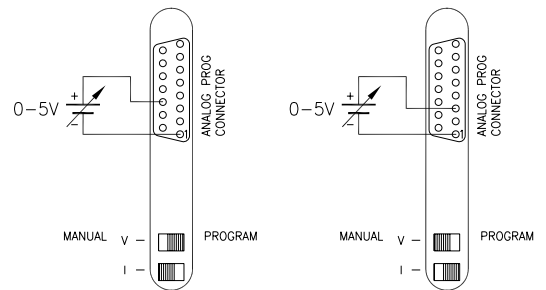 +
0-5V
-
1
ANALOG PROG
CONNECTOR
MANUAL V - PROGRAM
I -
+
0-5V
-
1
ANALOG PROG
CONNECTOR
MANUAL V - PROGRAM
I -